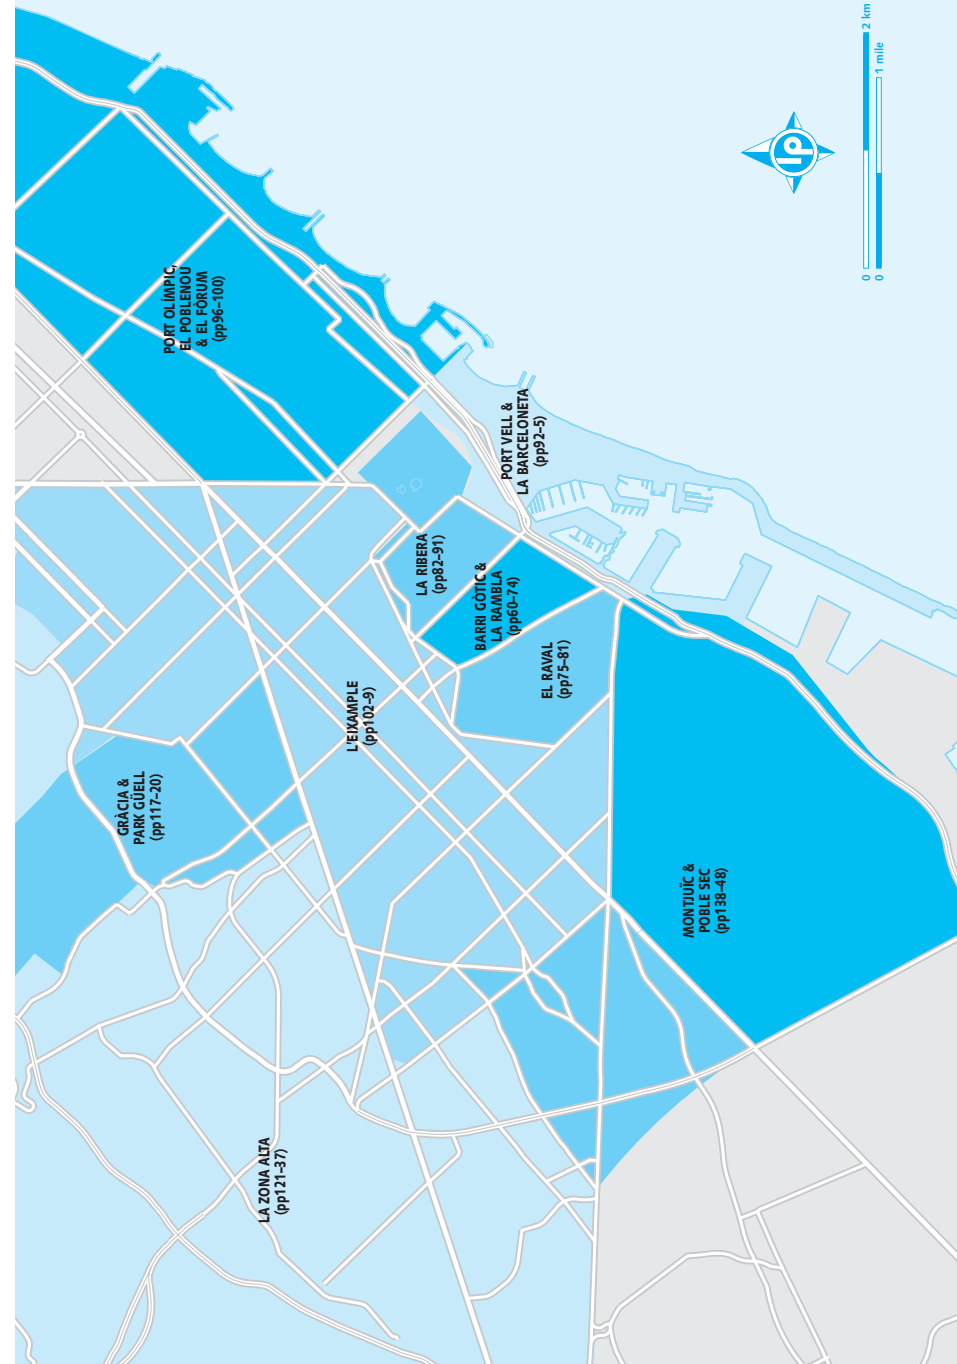 PORT OLÍMPIC,
EL POBLENOU
& EL FÒRUM
(pp96–100)
PORT VELL &
LA BARCELONETA
(pp92–5)
LA RIBERA
(pp82–91)
BARRI GÒTIC &
LA RAMBLA
(pp60–74)
EL RAVAL
(pp75–81)
L'EIXAMPLE
(pp102–9)
GRÀCIA &
PARK GÜELL
(pp117–20)
MONTJUÏC &
POBLE SEC
(pp138–48)
LA ZONA ALTA
(pp121–37)
0 2 km
0 1 mile
lp